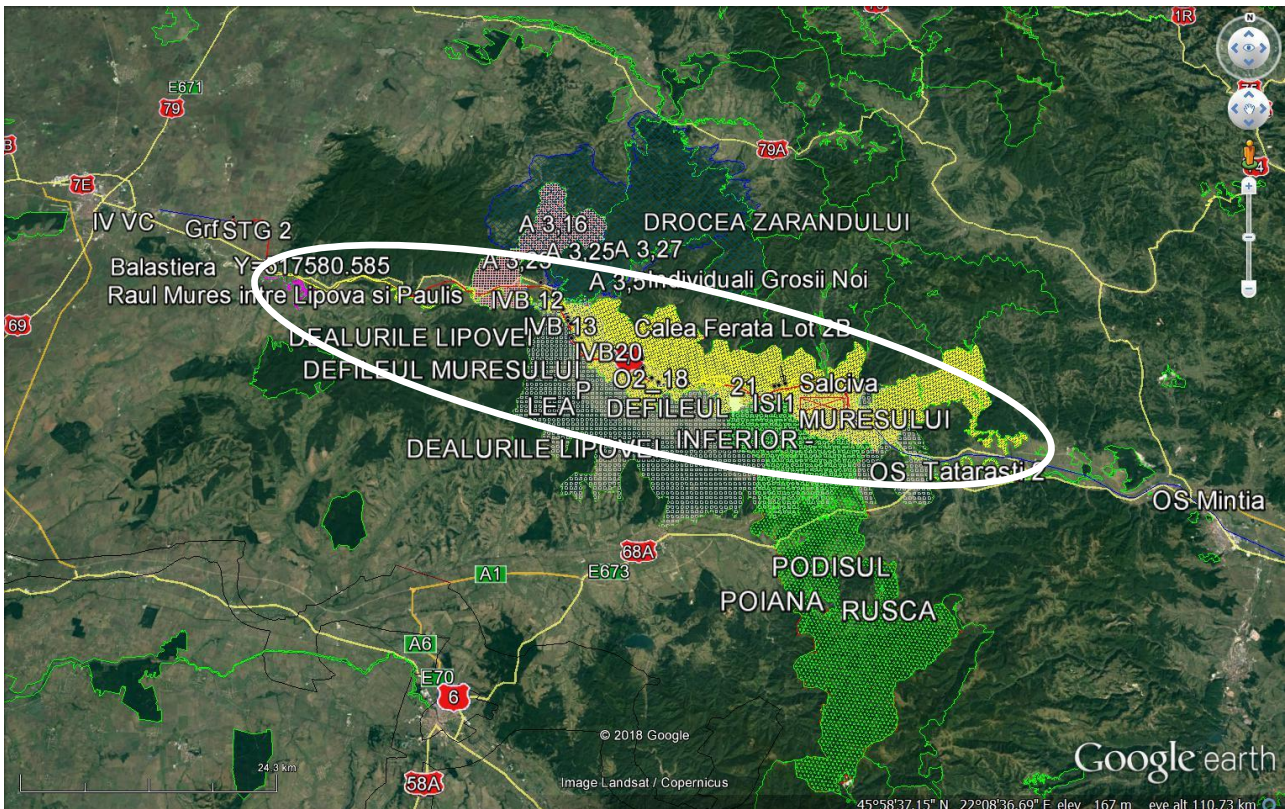 1R
N
E671
79
B
79A
7E
IV VC
Grf STG 2
A 3,16
DROCEA ZARANDULUI
A 3,25
A 3,27
Balastiera
Y=517580.585
A 3,5
Individuali Grosii Noi
Raul Mures intre Lipova si Paulis
IVB 12
69
DEALURILE LIPOVEI
IVB 13
Calea Ferata Lot 2B
IVB20
DEFILEUL MURESULUI
P
O2_18
21
Salciva
LEA
DEFILEUL
ISI1
MURESULUI
DEALURILE LIPOVEI
INFERIOR -
OS Tatarasti 2
OS Mintia
68A
A1
E673
PODISUL
POIANA
RUSCA
A6
E70
6
© 2018 Google
Google earth
24.3 km
58A
Image Landsat / Copernicus
45°58'37.15" N 22°08'36.69" E elev 167 m eye alt 110.73 km